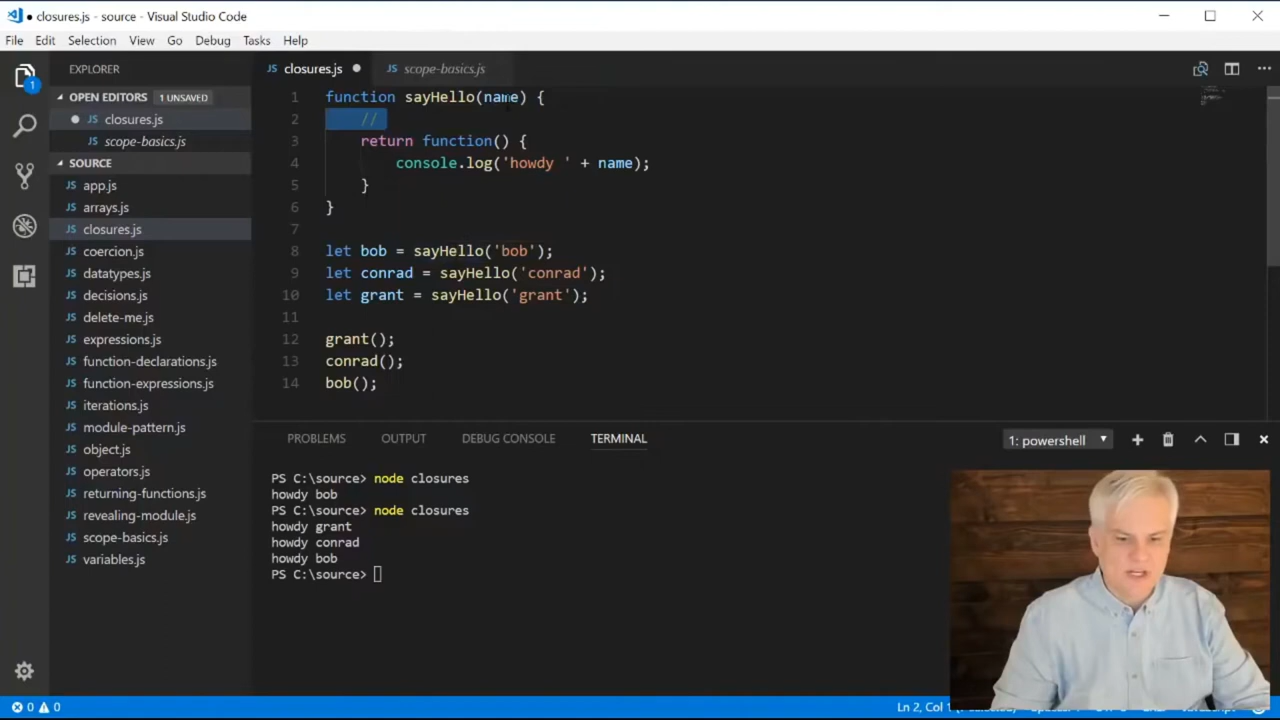 closures.js - source - Visual Studio Code
File Edit Selection View Go Debug Tasks Help
EXPLORER
OPEN EDITORS 1 UNSAVED
JS closures.js
JS scope-basics.js
SOURCE
JS app.js
JS arrays.js
JS closures.js
JS coercion.js
JS datatypes.js
JS decisions.js
JS delete-me.js
JS expressions.js
JS function-declarations.js
JS function-expressions.js
JS iterations.js
JS module-pattern.js
JS object.js
JS operators.js
JS returning-functions.js
JS revealing-module.js
JS scope-basics.js
JS variables.js
1
JS closures.js JS scope-basics.js
1 function sayHello(name) {
2 //
3 return function() {
4 console.log('howdy ' + name);
5 }
6 }
7
8 let bob = sayHello('bob');
9 let conrad = sayHello('conrad');
10 let grant = sayHello('grant');
11
12 grant();
13 conrad();
14 bob();
PROBLEMS OUTPUT DEBUG CONSOLE TERMINAL 1: powershell
PS C:\source> node closures
howdy bob
PS C:\source> node closures
howdy grant
howdy conrad
howdy bob
PS C:\source>
0 0 Ln 2, Col 1